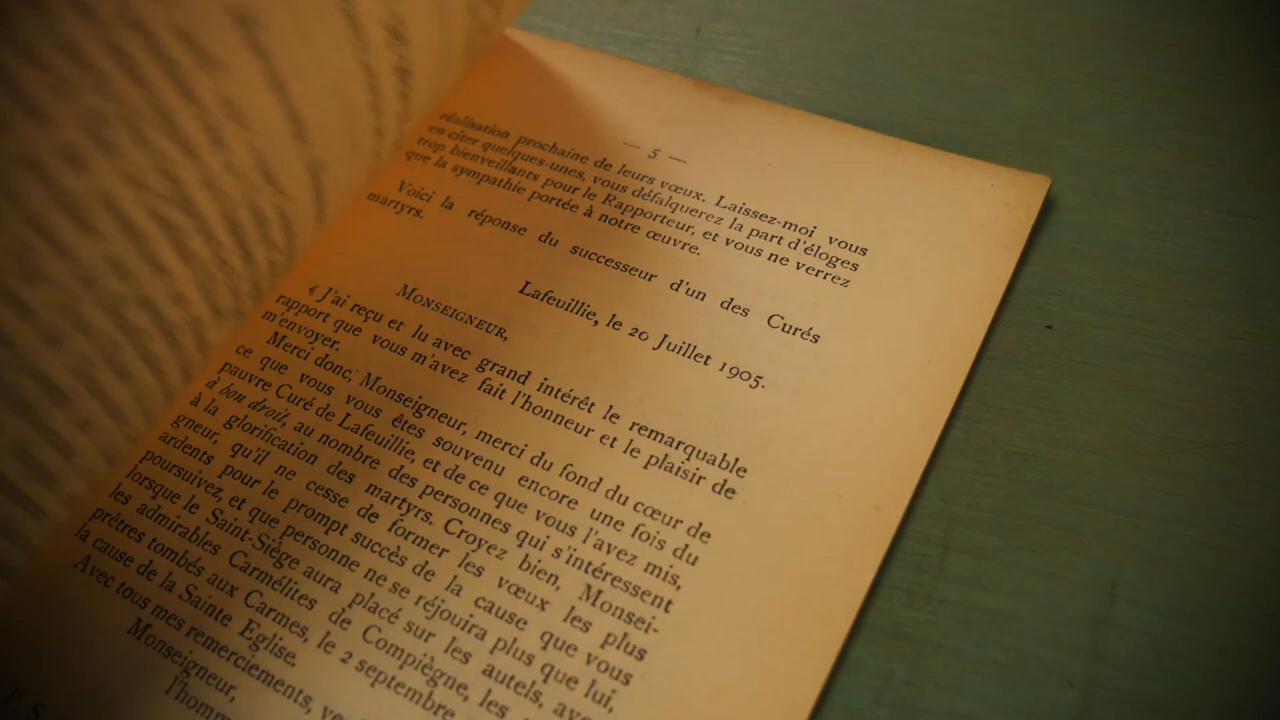 — 5 —
réalisation prochaine de leurs vœux. Laissez-moi vous
en citer quelques-unes, vous défalquerez la part d'éloges
trop bienveillants pour le Rapporteur, et vous ne verrez
que la sympathie portée à notre œuvre.
Voici la réponse du successeur d'un des Curés
martyrs.
Lafeuillie, le 20 Juillet 1905.
MONSEIGNEUR,
« J'ai reçu et lu avec grand intérêt le remarquable
rapport que vous m'avez fait l'honneur et le plaisir de
m'envoyer.
Merci donc, Monseigneur, merci du fond du cœur de
ce que vous vous êtes souvenu encore une fois du
pauvre Curé de Lafeuillie, et de ce que vous l'avez mis,
à bon droit, au nombre des personnes qui s'intéressent
à la glorification des martyrs. Croyez bien, Monsei-
gneur, qu'il ne cesse de former les vœux les plus
ardents pour le prompt succès de la cause que vous
poursuivez, et que personne ne se réjouira plus que lui,
lorsque le Saint-Siège aura placé sur les autels, avec
les admirables Carmélites de Compiègne, les
prêtres tombés aux Carmes, le 2 septembre
la cause de la Sainte Eglise.
Avec tous mes remerciements,
Monseigneur,